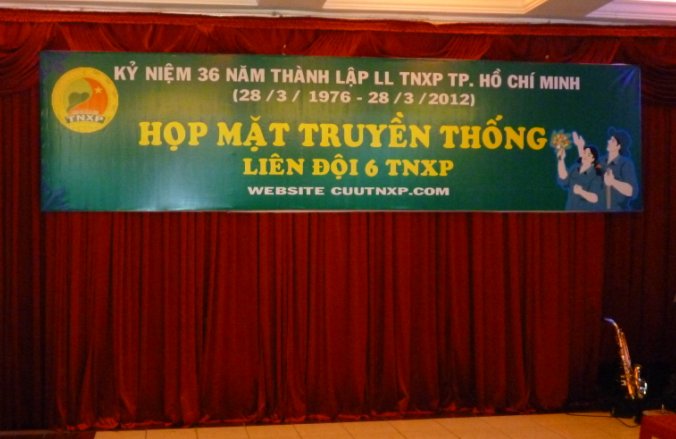 KỶ NIỆM 36 NĂM THÀNH LẬP LL TNXP TP. HỒ CHÍ MINH
(28 /3 / 1976 - 28 /3 /2012)
TNXP
HỌP MẶT TRUYỀN THỐNG
LIÊN ĐỘI 6 TNXP
WEBSITE CUUTNXP.COM